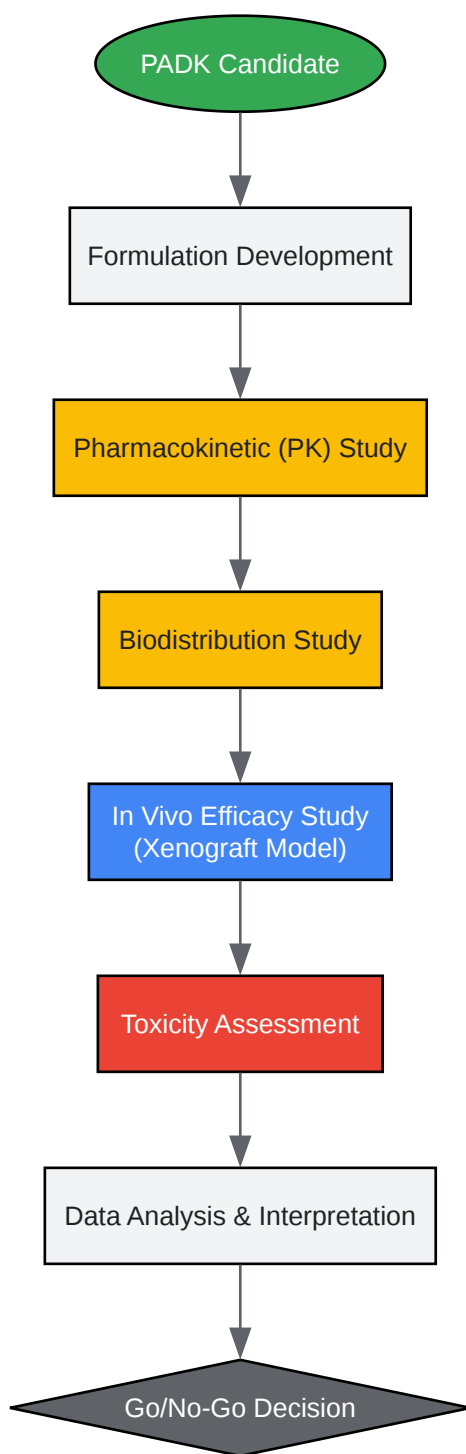 PADK Candidate
Formulation Development
Pharmacokinetic (PK) Study
Biodistribution Study
In Vivo Efficacy Study
(Xenograft Model)
Toxicity Assessment
Data Analysis & Interpretation
Go/No-Go Decision